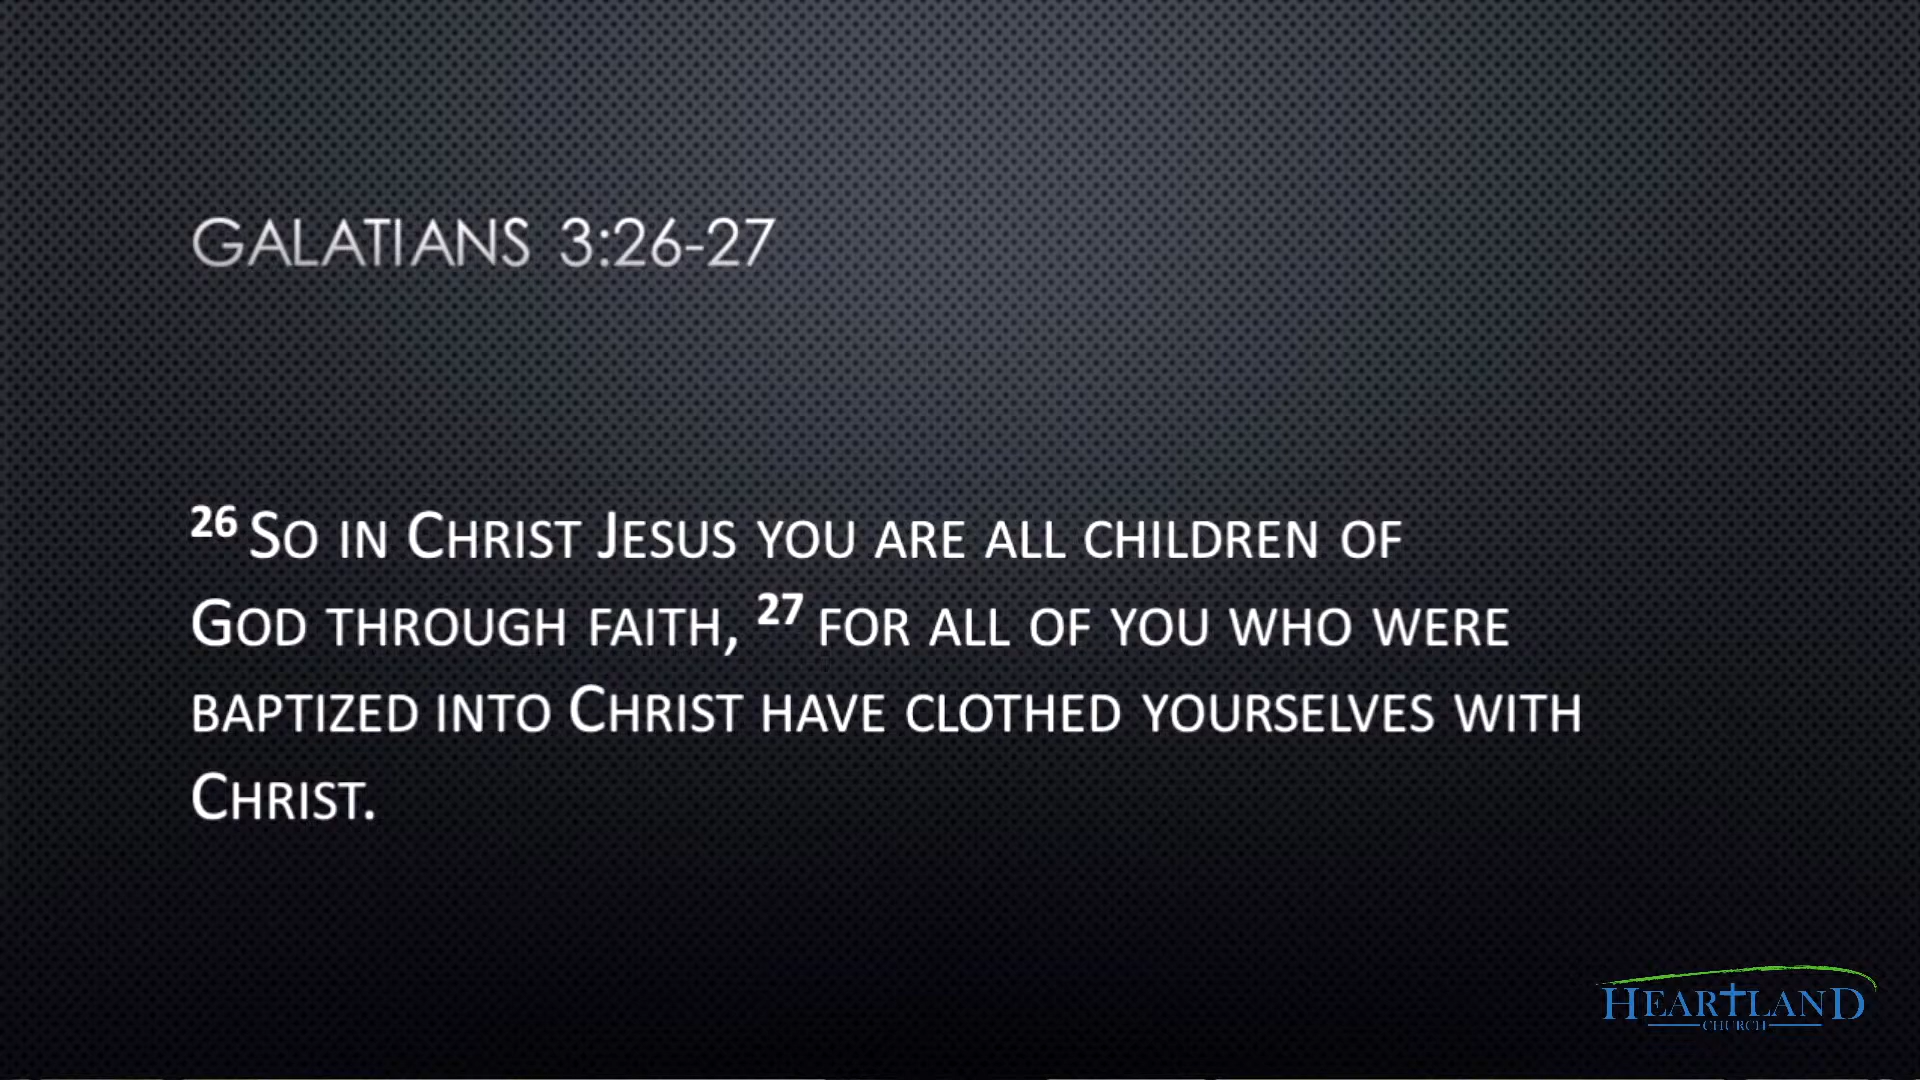 GALATIANS 3:26-27
26 So in Christ Jesus you are all children of
God through faith, 27 for all of you who were
baptized into Christ have clothed yourselves with
Christ.
HEARTLAND
CHURCH